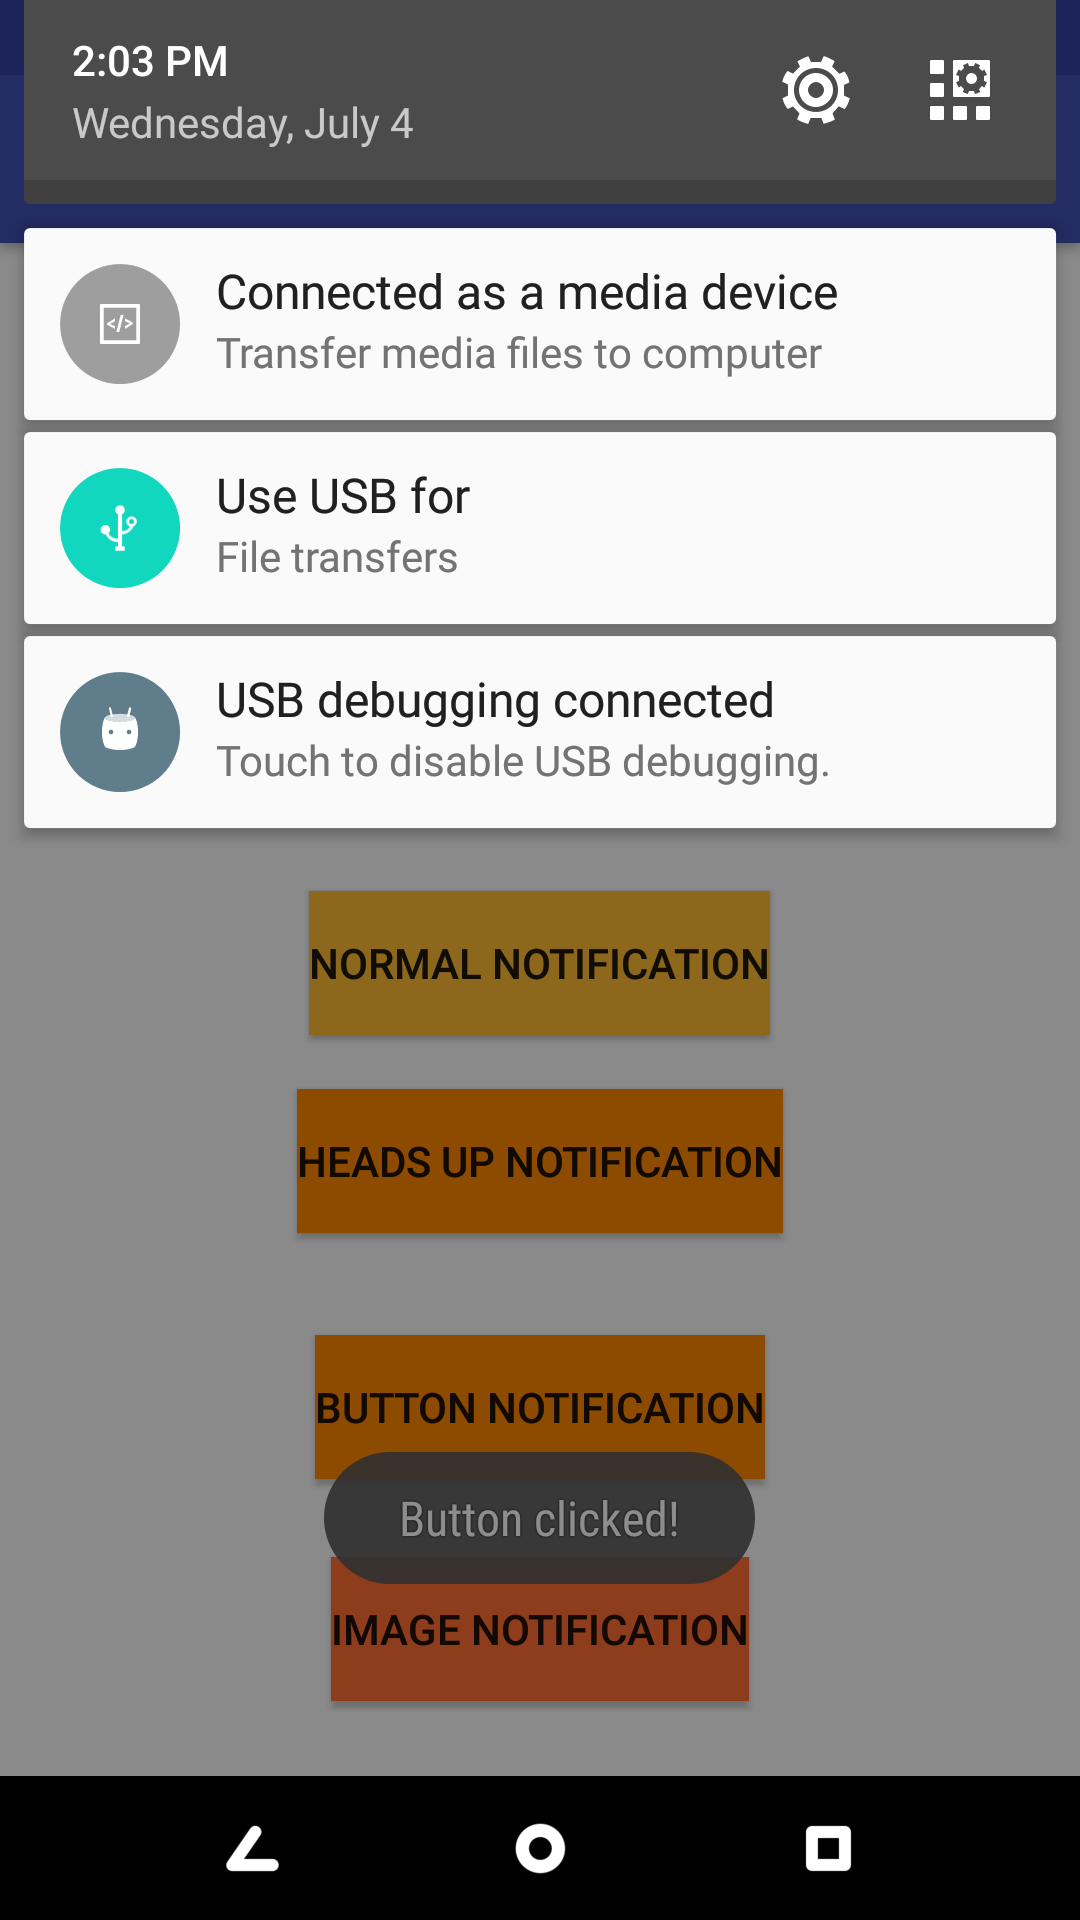 2:03 PM
Wednesday, July 4
Connected as a media device
Transfer media files to computer
Use USB for
File transfers
USB debugging connected
Touch to disable USB debugging.
NORMAL NOTIFICATION
HEADS UP NOTIFICATION
BUTTON NOTIFICATION
Button clicked!
IMAGE NOTIFICATION